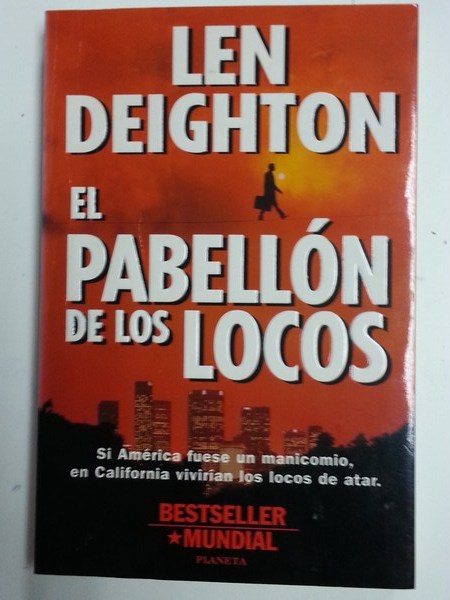 LEN
DEIGHTON
EL
PABELLÓN
DE LOS LOCOS
Si América fuese un manicomio,
en California vivirían los locos de atar.
BESTSELLER
★MUNDIAL
PLANETA